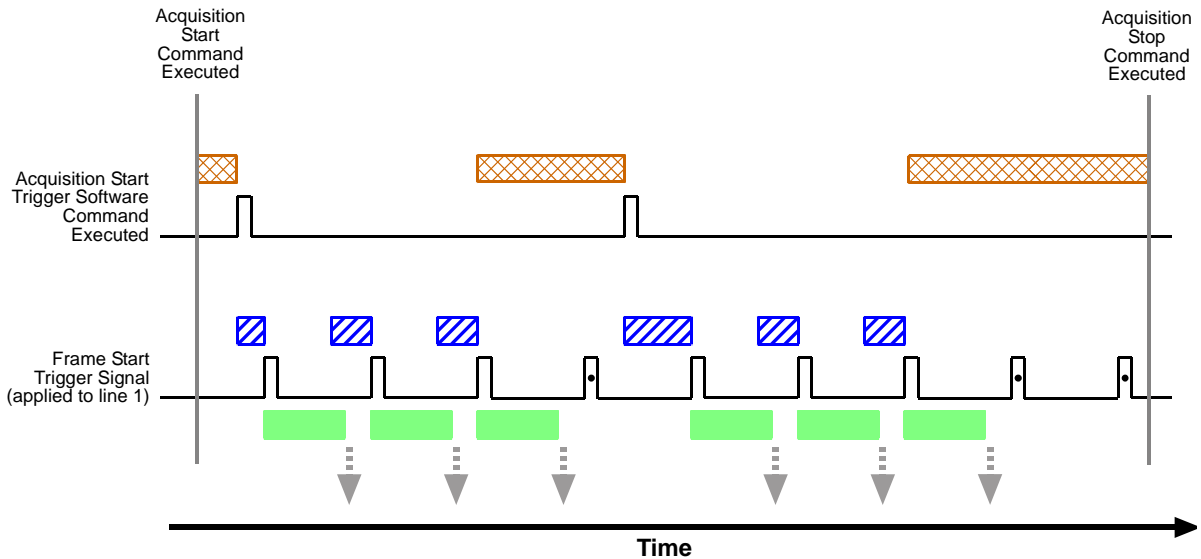 Acquisition
Start
Command
Executed
Acquisition
Stop
Command
Executed
Acquisition Start
Trigger Software
Command
Executed
Frame Start
Trigger Signal
(applied to line 1)
Time